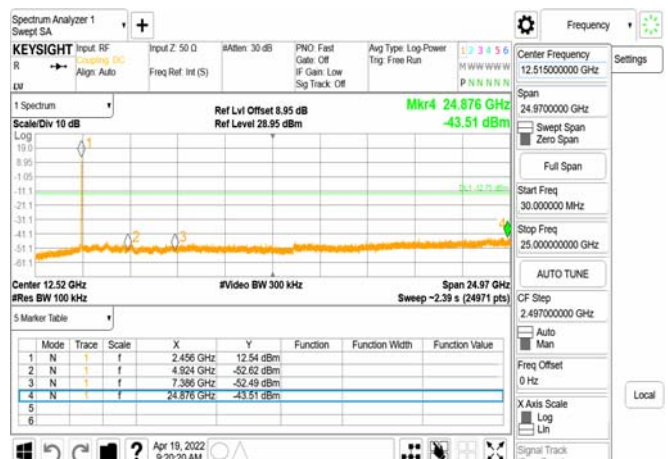 Spectrum Analyzer 1
Swept SA
Frequency
KEYSIGHT
R
Input: RF
Coupling: DC
Align: Auto
Input Z: 50 Ω
Freq Ref: Int (S)
#Atten: 30 dB
PNO: Fast
Gate: Off
IF Gain: Low
Sig Track: Off
Avg Type: Log-Power
Trig: Free Run
1 2 3 4 5 6
M W W W W W
P N N N N N
1 Spectrum
Scale/Div 10 dB
Log
Ref Lvl Offset 8.95 dB
Ref Level 28.95 dBm
Mkr4 24.876 GHz
-43.51 dBm
19.0
8.95
-1.05
-11.1
-21.1
-31.1
-41.1
-51.1
-61.1
1
2
3
4
Center 12.52 GHz
#Res BW 100 kHz
#Video BW 300 kHz
Span 24.97 GHz
Sweep ~2.39 s (24971 pts)
5 Marker Table
Mode Trace Scale X Y Function Function Width Function Value
1 N 1 f 2.456 GHz 12.54 dBm
2 N 1 f 4.924 GHz -52.62 dBm
3 N 1 f 7.386 GHz -52.49 dBm
4 N 1 f 24.876 GHz -43.51 dBm
5
6
Apr 19, 2022
9:20:20 AM
Center Frequency
12.515000000 GHz
Settings
Span
24.9700000 GHz
Swept Span
Zero Span
Full Span
Start Freq
30.000000 MHz
Stop Freq
25.000000000 GHz
AUTO TUNE
CF Step
2.497000000 GHz
Auto
Man
Freq Offset
0 Hz
X Axis Scale
Log
Lin
Local
Signal Track